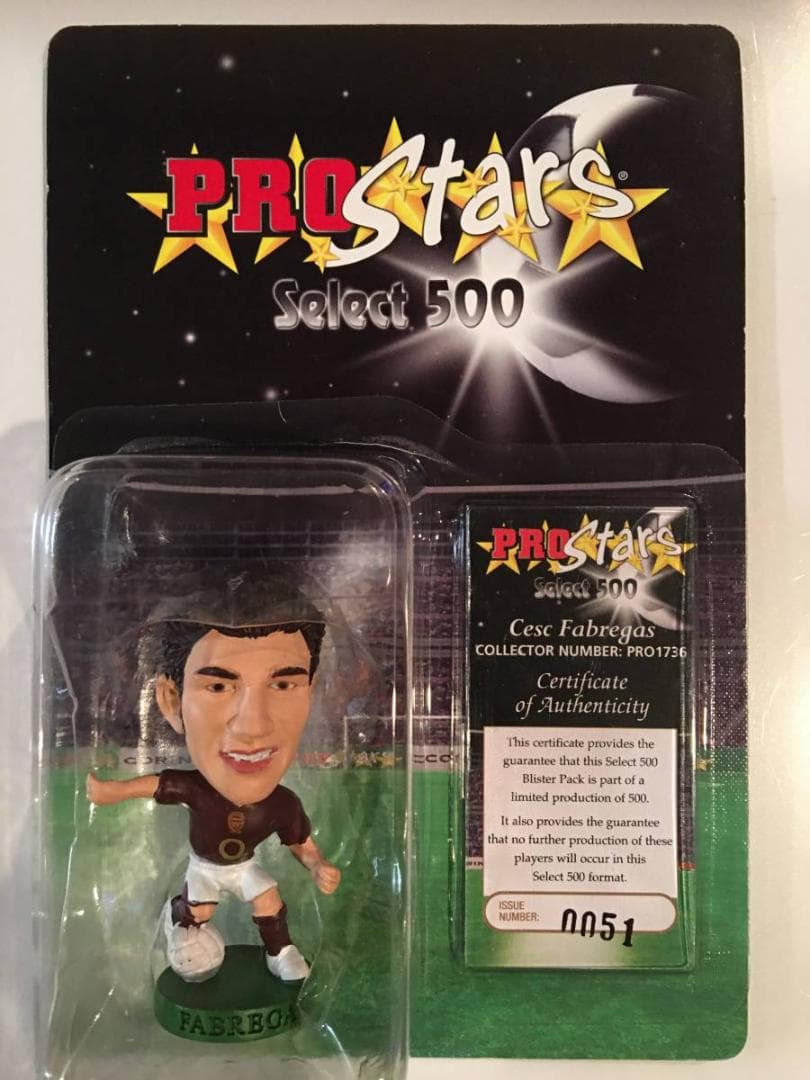 PROStars®
Select 500
PROStars
Select 500
Cesc Fabregas
COLLECTOR NUMBER: PRO1736
Certificate
of Authenticity
This certificate provides the
guarantee that this Select 500
Blister Pack is part of a
limited production of 500.
It also provides the guarantee
that no further production of these
players will occur in this
Select 500 format.
ISSUE
NUMBER: 0051
FABREGA